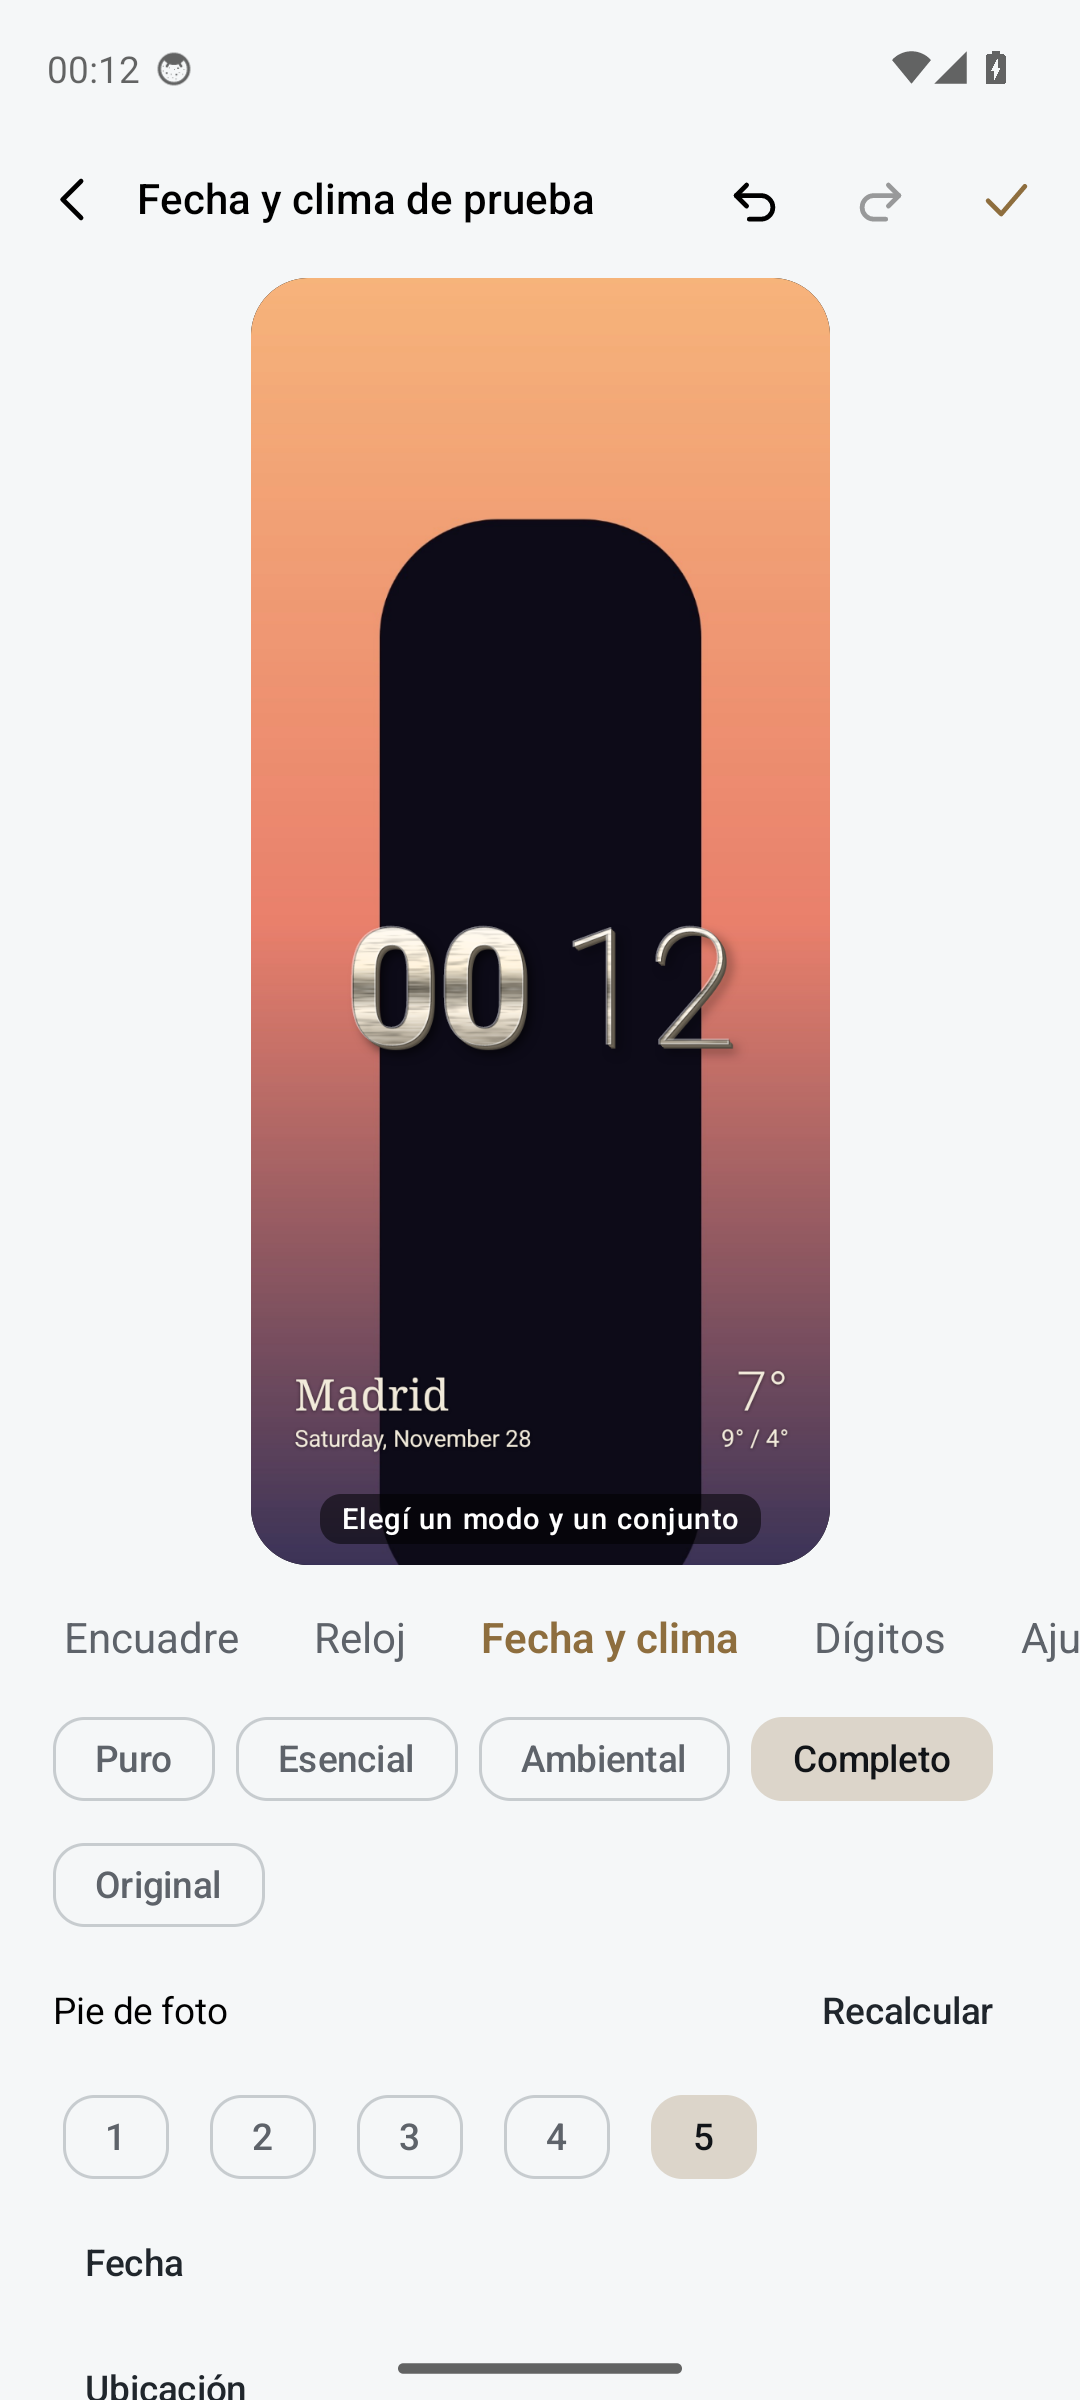 00:12
Fecha y clima de prueba
00 12
Madrid
7°
Saturday, November 28
9° / 4°
Elegí un modo y un conjunto
Encuadre Reloj Fecha y clima Dígitos Aju
Puro Esencial Ambiental Completo
Original
Pie de foto Recalcular
1 2 3 4 5
Fecha
Ubicación